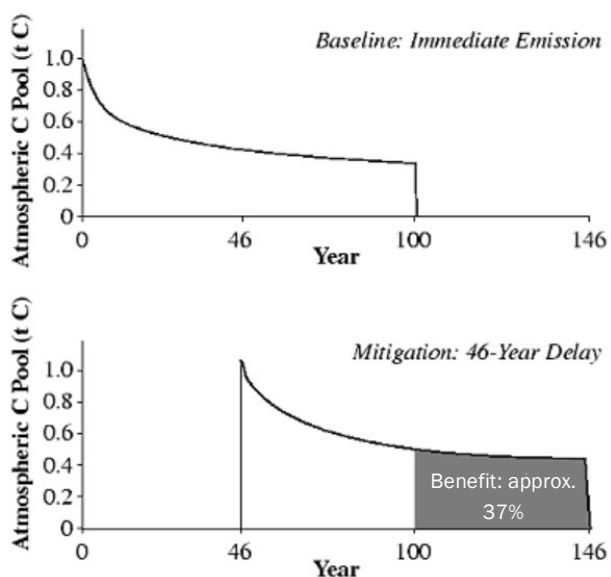 Baseline: Immediate Emission
Atmospheric C Pool (t C)
1.0
0.8
0.6
0.4
0.2
0
0 46 100 146
Year
Mitigation: 46-Year Delay
Atmospheric C Pool (t C)
1.0
0.8
0.6
0.4
0.2
0
Benefit: approx.
37%
0 46 100 146
Year